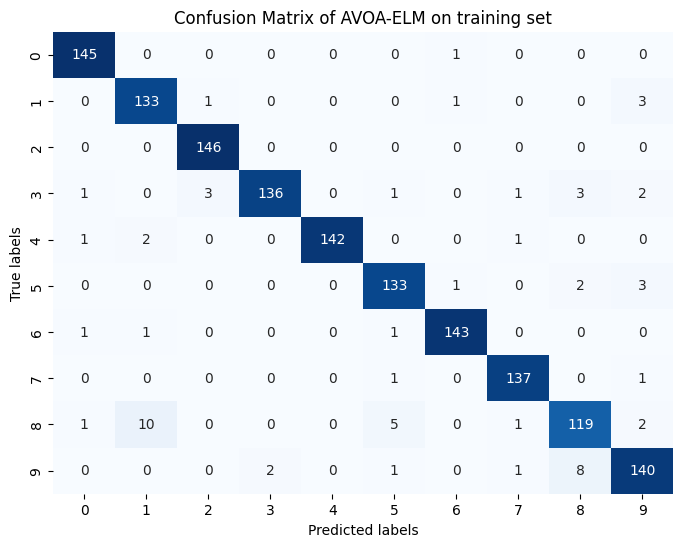 Confusion Matrix of AVOA-ELM on training set
True labels
0 145 0 0 0 0 0 1 0 0 0
1 0 133 1 0 0 0 1 0 0 3
2 0 0 146 0 0 0 0 0 0 0
3 1 0 3 136 0 1 0 1 3 2
4 1 2 0 0 142 0 0 1 0 0
5 0 0 0 0 0 133 1 0 2 3
6 1 1 0 0 0 1 143 0 0 0
7 0 0 0 0 0 1 0 137 0 1
8 1 10 0 0 0 5 0 1 119 2
9 0 0 0 2 0 1 0 1 8 140
0 1 2 3 4 5 6 7 8 9
Predicted labels